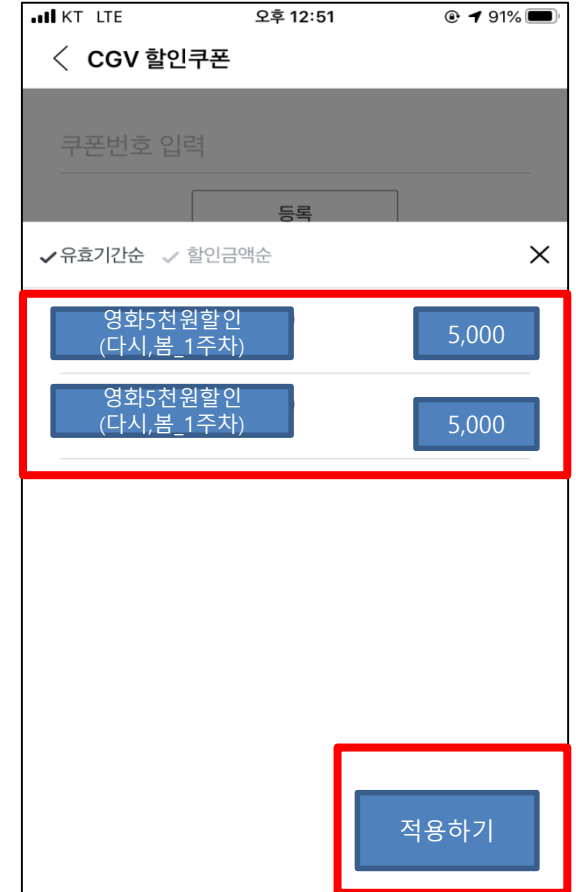 KT LTE 오후 12:51 91%
CGV 할인쿠폰
쿠폰번호 입력
등록
유효기간순 할인금액순
영화5천원할인
(다시,봄_1주차)
5,000
영화5천원할인
(다시,봄_1주차)
5,000
적용하기